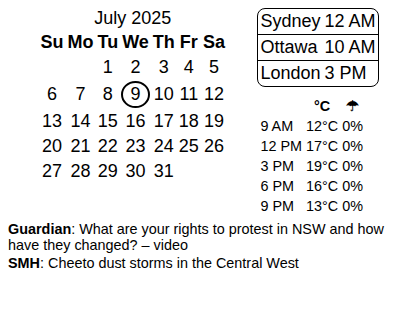 July 2025
Su Mo Tu We Th Fr Sa
1 2 3 4 5
6 7 8 9 10 11 12
13 14 15 16 17 18 19
20 21 22 23 24 25 26
27 28 29 30 31
Sydney 12 AM
Ottawa 10 AM
London 3 PM
°C ☂
9 AM 12°C 0%
12 PM 17°C 0%
3 PM 19°C 0%
6 PM 16°C 0%
9 PM 13°C 0%
Guardian: What are your rights to protest in NSW and how
have they changed? – video
SMH: Cheeto dust storms in the Central West